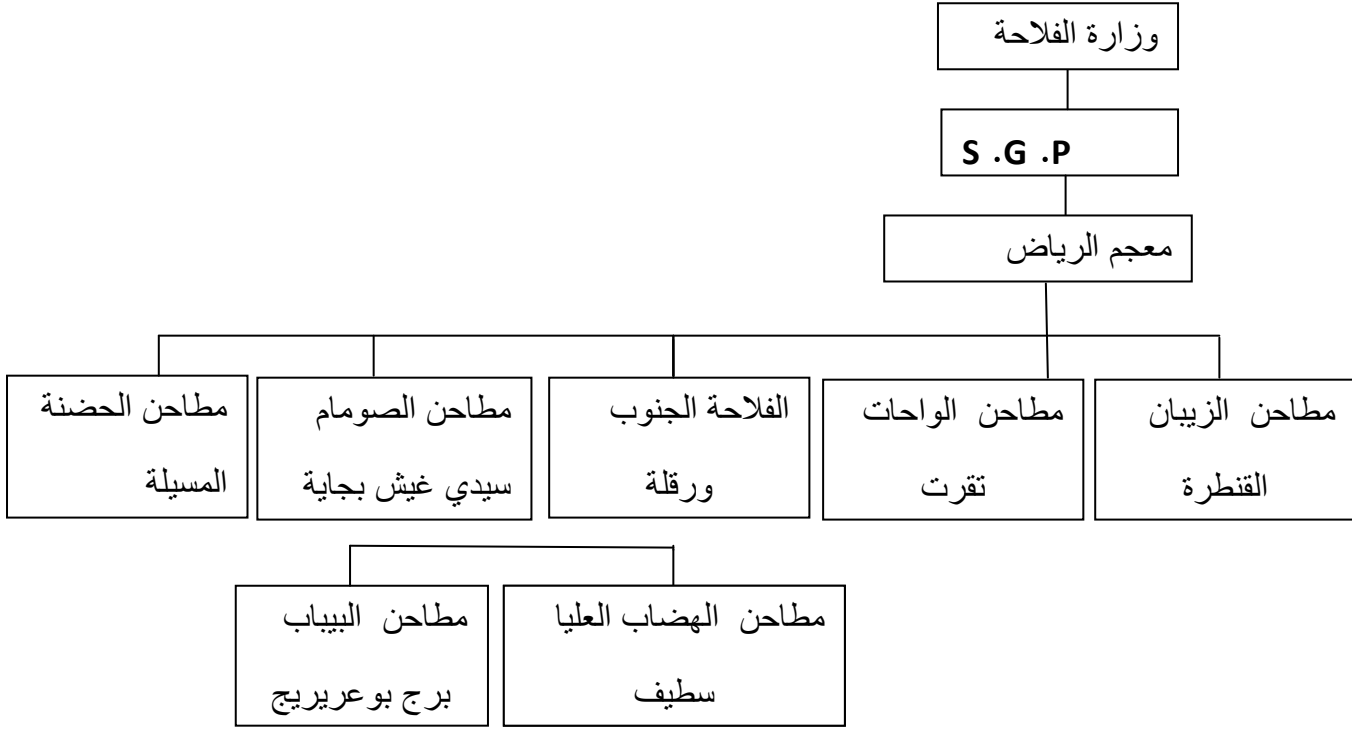 وزارة الفلاحة
S .G .P
معجم الرياض
مطاحن الزيبان
القنطرة
مطاحن الواحات
تقرت
الفلاحة الجنوب
ورقلة
مطاحن الصومام
سيدي غيش بجاية
مطاحن الحضنة
المسيلة
مطاحن الهضاب العليا
سطيف
مطاحن البيباب
برج بوعريريج